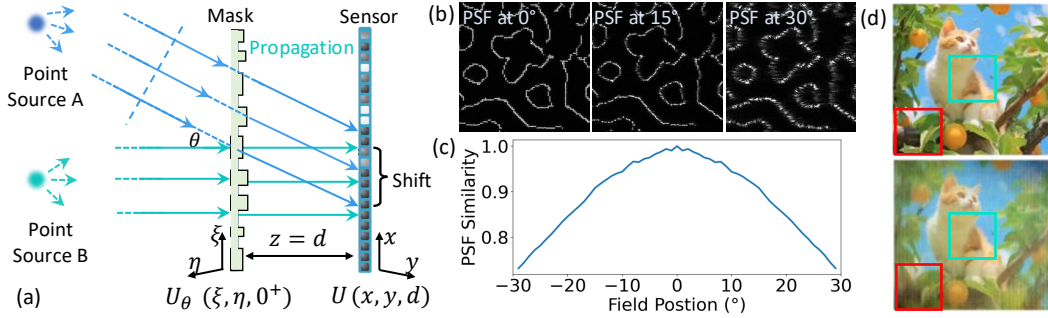 Mask
Sensor
Propagation
Point
Source A
θ
Shift
Point
Source B
ξ
η
z = d
x
y
U_θ (ξ, η, 0⁺)
U (x, y, d)
(a)
(b)
PSF at 0°
PSF at 15°
PSF at 30°
(c)
PSF Similarity
1.0
0.9
0.8
−30
−20
−10
0
10
20
30
Field Postion (°)
(d)